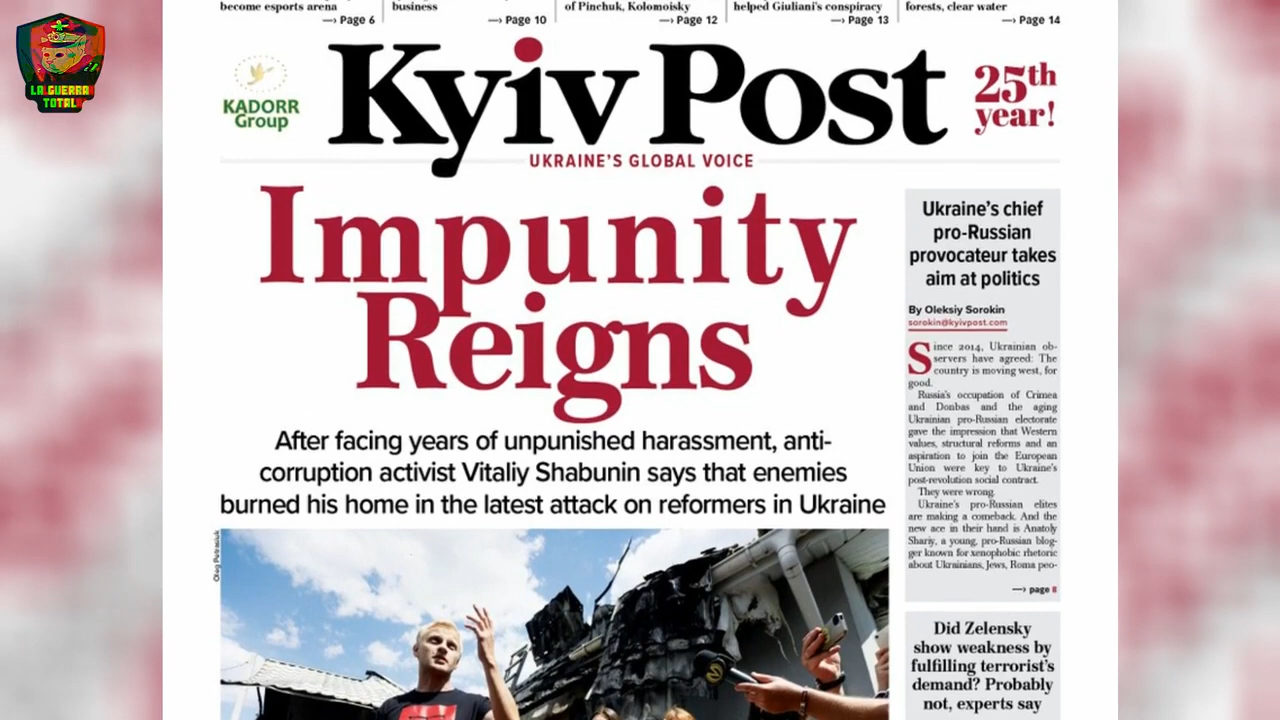 become esports arena
→ Page 6
business
→ Page 10
of Pinchuk, Kolomoisky
→ Page 12
helped Giuliani's conspiracy
→ Page 13
forests, clear water
→ Page 14
LA GUERRA
TOTAL
KADORR
Group
Kyiv Post
25th
year!
UKRAINE'S GLOBAL VOICE
Impunity
Reigns
After facing years of unpunished harassment, anti-
corruption activist Vitaliy Shabunin says that enemies
burned his home in the latest attack on reformers in Ukraine
Oleg Petrasiuk
Ukraine's chief
pro-Russian
provocateur takes
aim at politics
By Oleksiy Sorokin
sorokin@kyivpost.com
Since 2014, Ukrainian ob-
servers have agreed: The
country is moving west, for
good.
Russia's occupation of Crimea
and Donbas and the aging
Ukrainian pro-Russian electorate
gave the impression that Western
values, structural reforms and an
aspiration to join the European
Union were key to Ukraine's
post-revolution social contract.
They were wrong.
Ukraine's pro-Russian elites
are making a comeback. And the
new ace in their hand is Anatoly
Shariy, a young, pro-Russian blog-
ger known for xenophobic rhetoric
about Ukrainians, Jews, Roma peo-
→ page 8
Did Zelensky
show weakness by
fulfilling terrorist's
demand? Probably
not, experts say